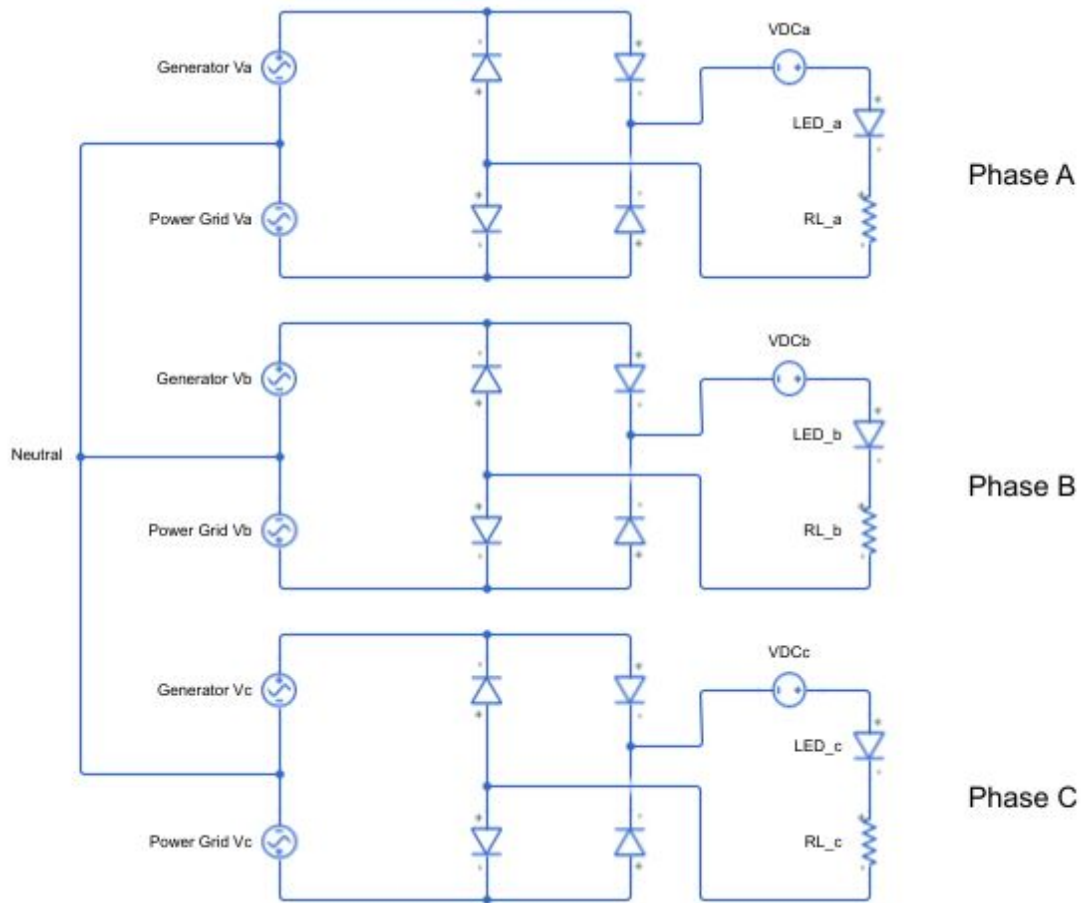 VDCa
Generator Va
LED_a
Phase A
Power Grid Va
RL_a
VDCb
Generator Vb
LED_b
Neutral
Phase B
Power Grid Vb
RL_b
VDCc
Generator Vc
LED_c
Phase C
Power Grid Vc
RL_c